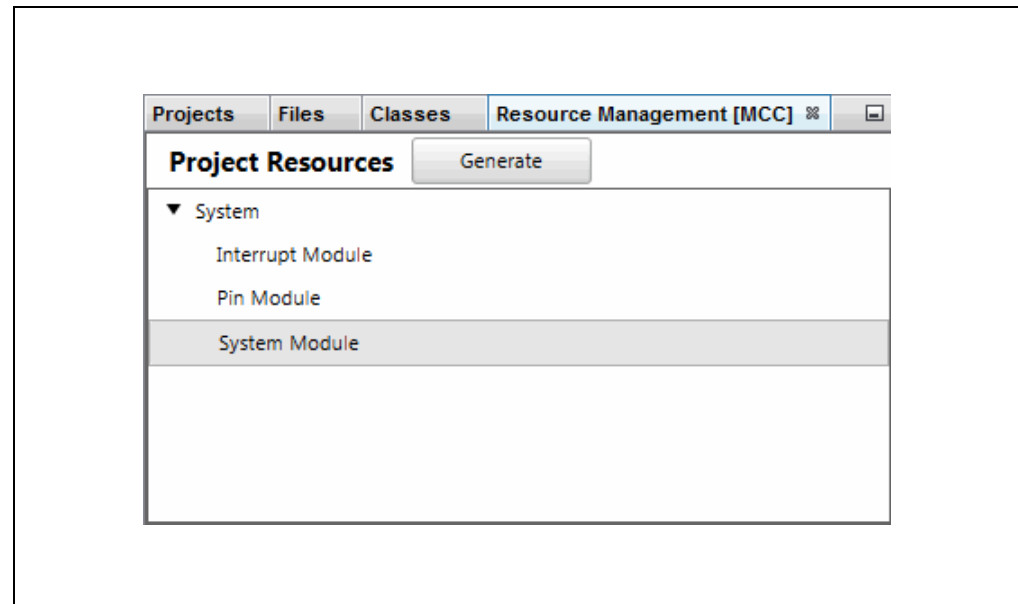 Projects Files Classes Resource Management [MCC]
Project Resources Generate
System
Interrupt Module
Pin Module
System Module